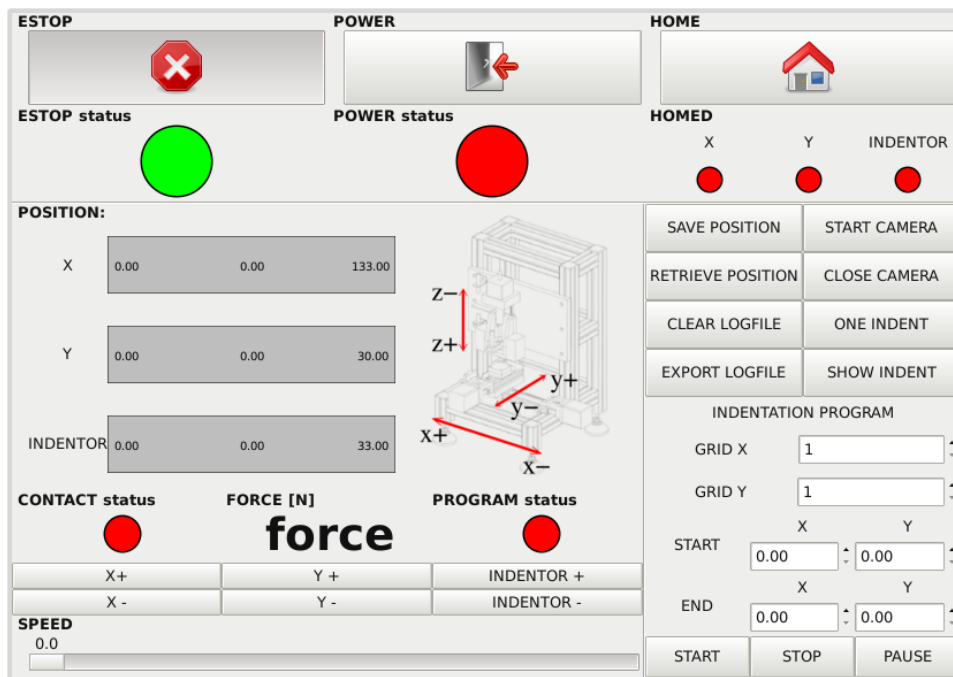 ESTOP POWER HOME
ESTOP status POWER status HOMED
X Y INDENTOR
POSITION:
X 0.00 0.00 133.00
Y 0.00 0.00 30.00
INDENTOR 0.00 0.00 33.00
z−
z+
y+
y−
x+
x−
CONTACT status FORCE [N] PROGRAM status
force
X+ Y + INDENTOR +
X - Y - INDENTOR -
SPEED
0.0
SAVE POSITION START CAMERA
RETRIEVE POSITION CLOSE CAMERA
CLEAR LOGFILE ONE INDENT
EXPORT LOGFILE SHOW INDENT
INDENTATION PROGRAM
GRID X 1
GRID Y 1
X Y
START 0.00 0.00
X Y
END 0.00 0.00
START STOP PAUSE